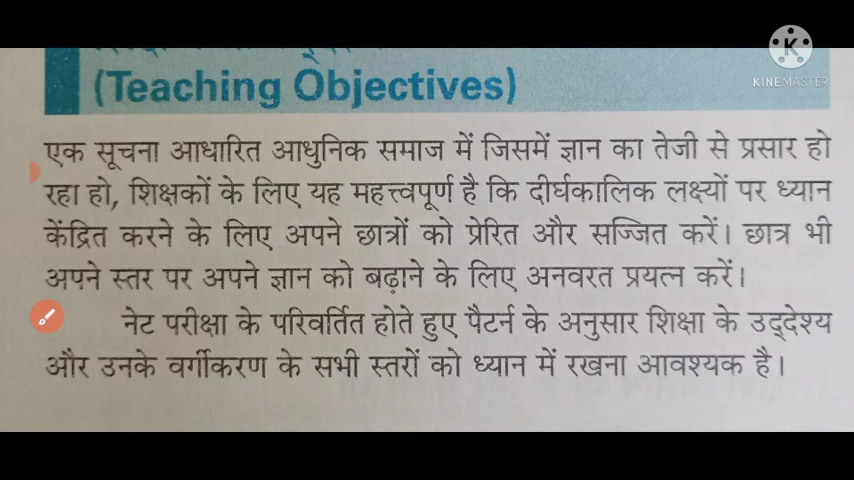 (Teaching Objectives)
K
KINEMASTER
एक सूचना आधारित आधुनिक समाज में जिसमें ज्ञान का तेजी से प्रसार हो
रहा हो, शिक्षकों के लिए यह महत्त्वपूर्ण है कि दीर्घकालिक लक्ष्यों पर ध्यान
केंद्रित करने के लिए अपने छात्रों को प्रेरित और सज्जित करें। छात्र भी
अपने स्तर पर अपने ज्ञान को बढ़ाने के लिए अनवरत प्रयत्न करें।
नेट परीक्षा के परिवर्तित होते हुए पैटर्न के अनुसार शिक्षा के उद्देश्य
और उनके वर्गीकरण के सभी स्तरों को ध्यान में रखना आवश्यक है।